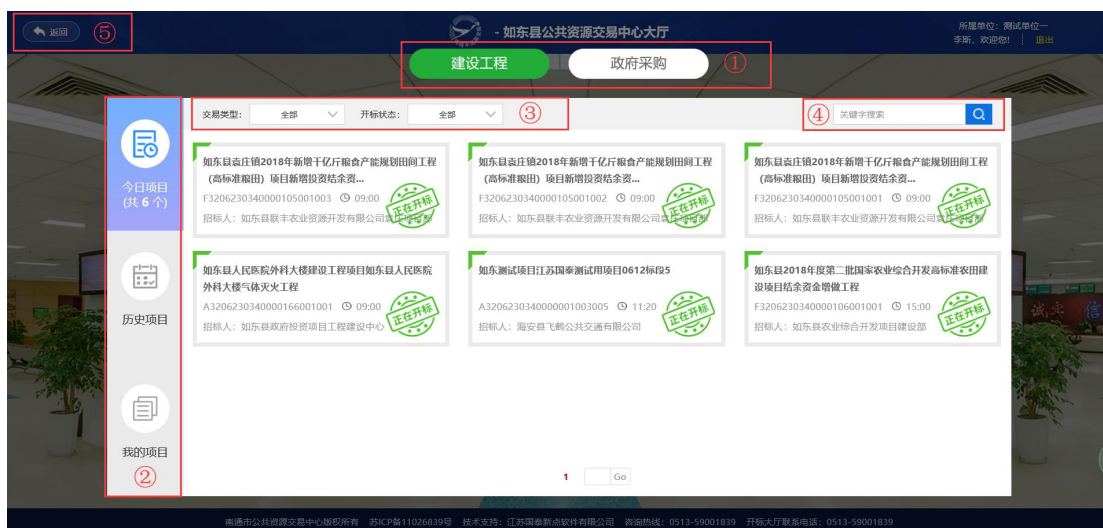 返回
⑤
- 如东县公共资源交易中心大厅
所属单位：测试单位一
李斯，欢迎您!
退出
建设工程
政府采购
①
交易类型：
全部
开标状态：
全部
③
④
关键字搜索
今日项目
(共 6 个)
历史项目
我的项目
②
如东县袁庄镇2018年新增千亿斤粮食产能规划田间工程
（高标准粮田）项目新增投资结余资...
F3206230340000105001003 09:00
招标人：如东县联丰农业资源开发有限公司袁庄项目部
正在开标
如东县袁庄镇2018年新增千亿斤粮食产能规划田间工程
（高标准粮田）项目新增投资结余资...
F3206230340000105001002 09:00
招标人：如东县联丰农业资源开发有限公司袁庄项目部
正在开标
如东县袁庄镇2018年新增千亿斤粮食产能规划田间工程
（高标准粮田）项目新增投资结余资...
F3206230340000105001001 09:00
招标人：如东县联丰农业资源开发有限公司袁庄项目部
正在开标
如东县人民医院外科大楼建设工程项目如东县人民医院
外科大楼气体灭火工程
A3206230340000166001001 09:00
招标人：如东县政府投资项目工程建设中心
正在开标
如东测试项目江苏国泰测试用项目0612标段5
A3206230340000001003005 11:20
招标人：海安县飞鹤公共交通有限公司
正在开标
如东县2018年度第二批国家农业综合开发高标准农田建
设项目结余资金增做工程
F3206230340000106001001 15:00
招标人：如东县农业综合开发项目建设部
正在开标
诚实 信
1
Go
南通市公共资源交易中心版权所有 苏ICP备11026839号 技术支持：江苏国泰新点软件有限公司 咨询热线：0513-59001839 开标大厅联系电话：0513-59001839